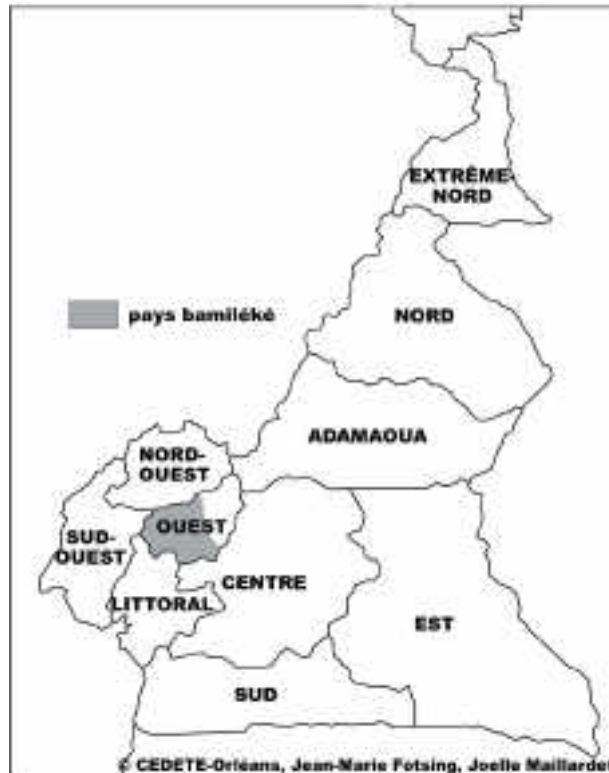 EXTRÊME-
NORD
pays bamiléké
NORD
ADAMAOUA
NORD-
OUEST
OUEST
SUD-
OUEST
CENTRE
LITTORAL
EST
SUD
© CEDETE-Orléans, Jean-Marie Fotsing, Joelle Maillardet